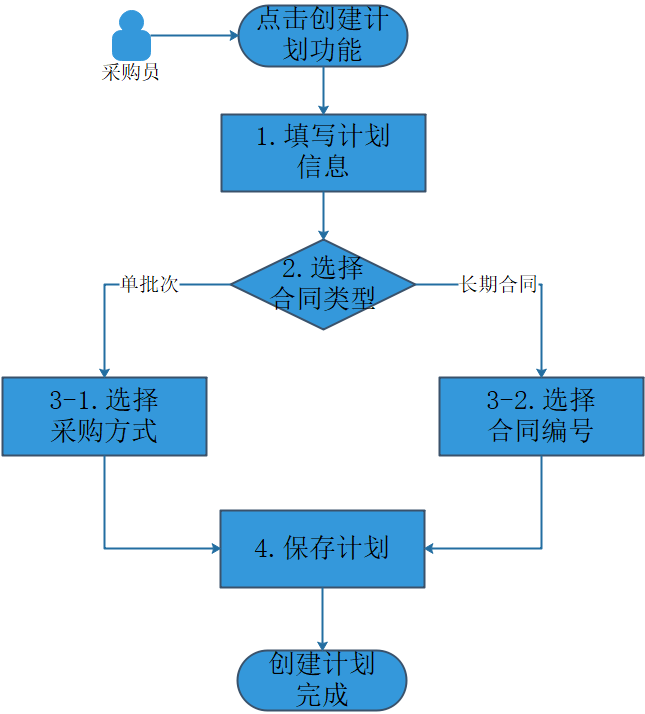 点击创建计
划功能
采购员
1.填写计划
信息
2.选择
合同类型
单批次
长期合同
3-1.选择
采购方式
3-2.选择
合同编号
4.保存计划
创建计划
完成